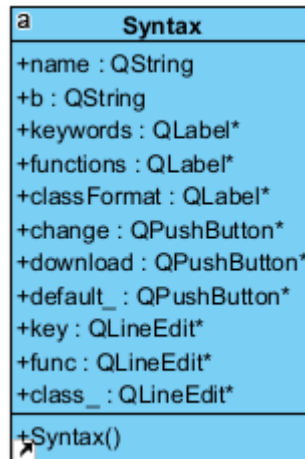 a
Syntax
+name : QString
+b : QString
+keywords : QLabel*
+functions : QLabel*
+classFormat : QLabel*
+change : QPushButton*
+download : QPushButton*
+default_ : QPushButton*
+key : QLineEdit*
+func : QLineEdit*
+class_ : QLineEdit*
+Syntax()